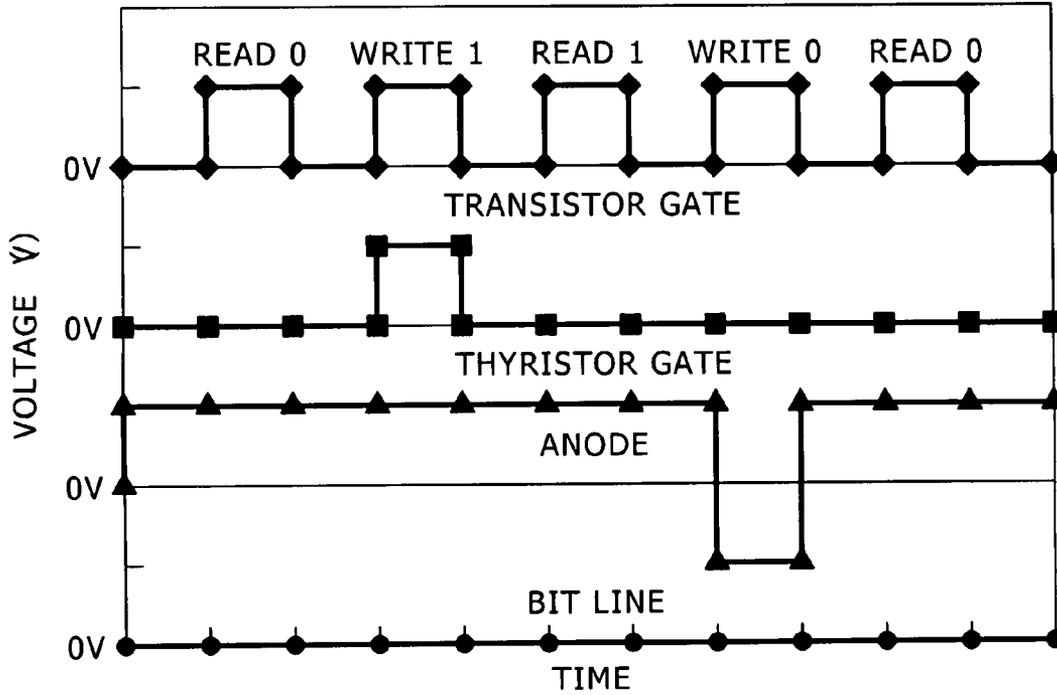 READ 0 WRITE 1 READ 1 WRITE 0 READ 0
0V
TRANSISTOR GATE
VOLTAGE (V)
0V
THYRISTOR GATE
ANODE
0V
BIT LINE
0V
TIME